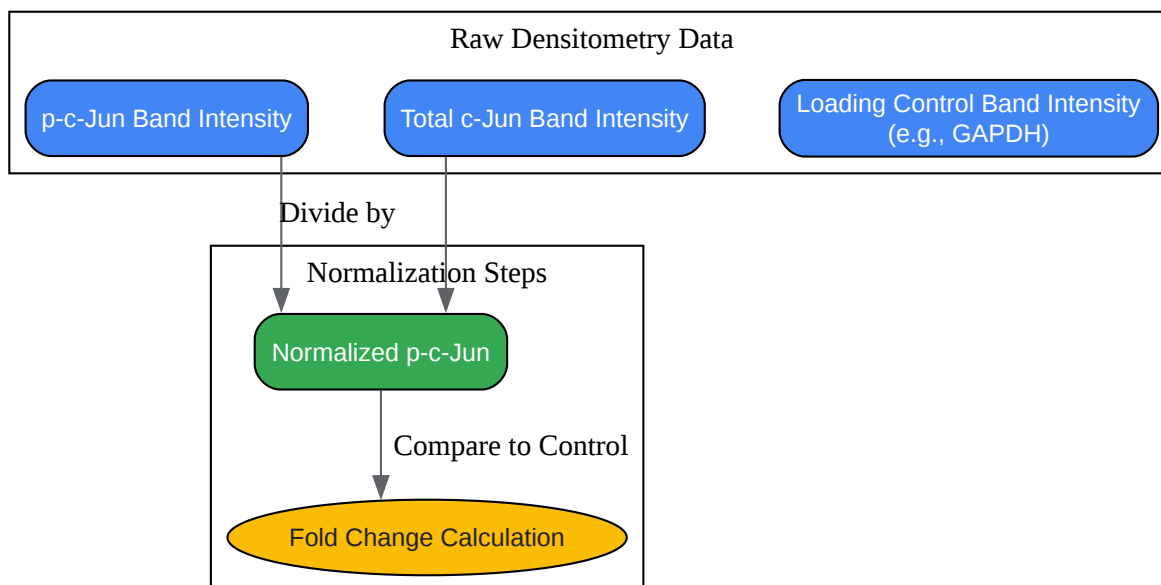 Raw Densitometry Data
p-c-Jun Band Intensity
Total c-Jun Band Intensity
Loading Control Band Intensity
(e.g., GAPDH)
Divide by
Normalization Steps
Normalized p-c-Jun
Compare to Control
Fold Change Calculation